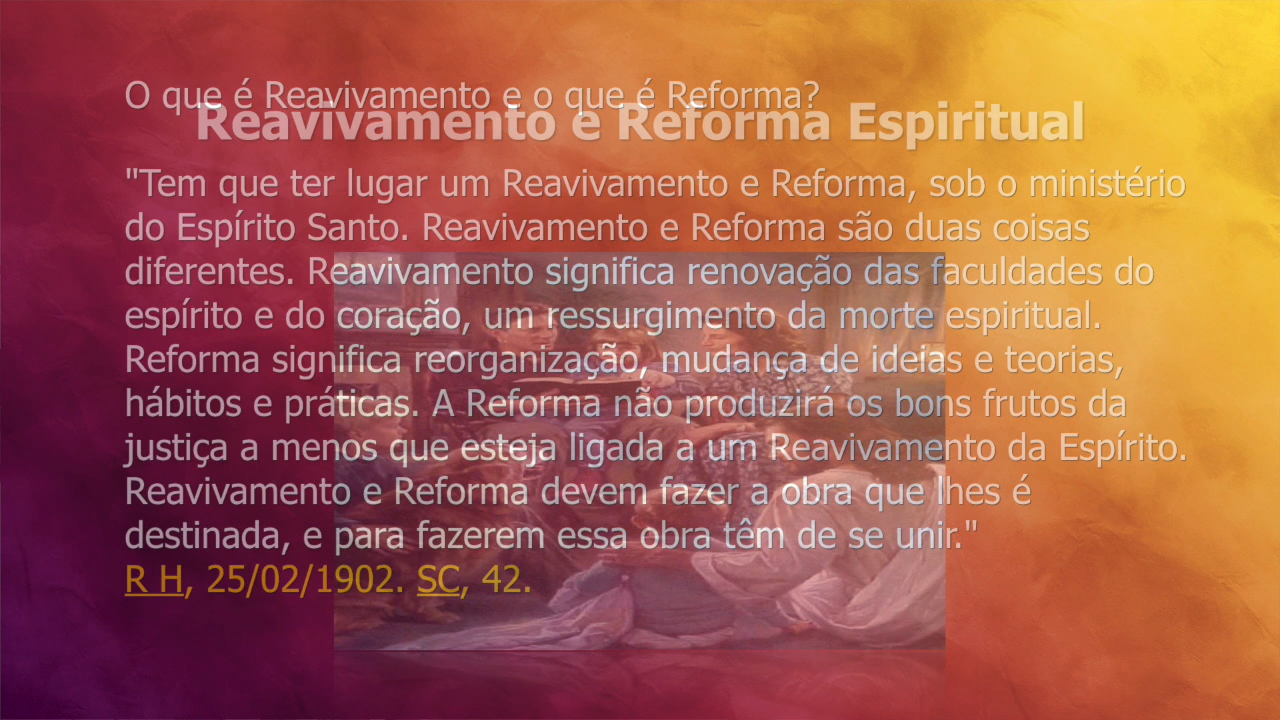 O que é Reavivamento e o que é Reforma?
Reavivamento e Reforma Espiritual
"Tem que ter lugar um Reavivamento e Reforma, sob o ministério
do Espírito Santo. Reavivamento e Reforma são duas coisas
diferentes. Reavivamento significa renovação das faculdades do
espírito e do coração, um ressurgimento da morte espiritual.
Reforma significa reorganização, mudança de ideias e teorias,
hábitos e práticas. A Reforma não produzirá os bons frutos da
justiça a menos que esteja ligada a um Reavivamento da Espírito.
Reavivamento e Reforma devem fazer a obra que lhes é
destinada, e para fazerem essa obra têm de se unir."
R H, 25/02/1902. SC, 42.